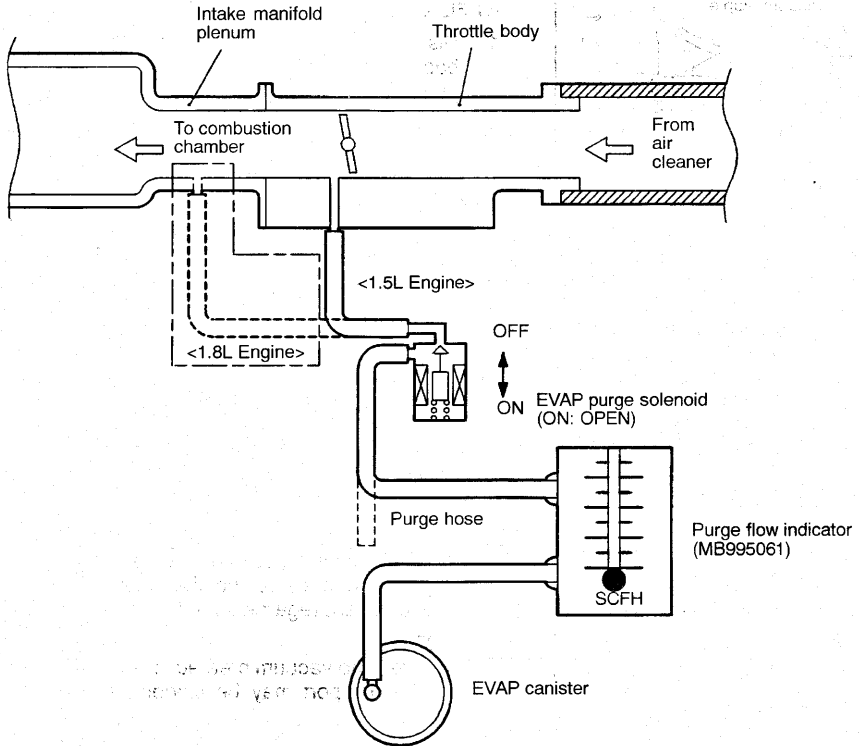 Intake manifold
plenum
Throttle body
To combustion
chamber
From
air
cleaner
<1.5L Engine>
<1.8L Engine>
OFF
ON
EVAP purge solenoid
(ON: OPEN)
Purge hose
Purge flow indicator
(MB995061)
SCFH
EVAP canister